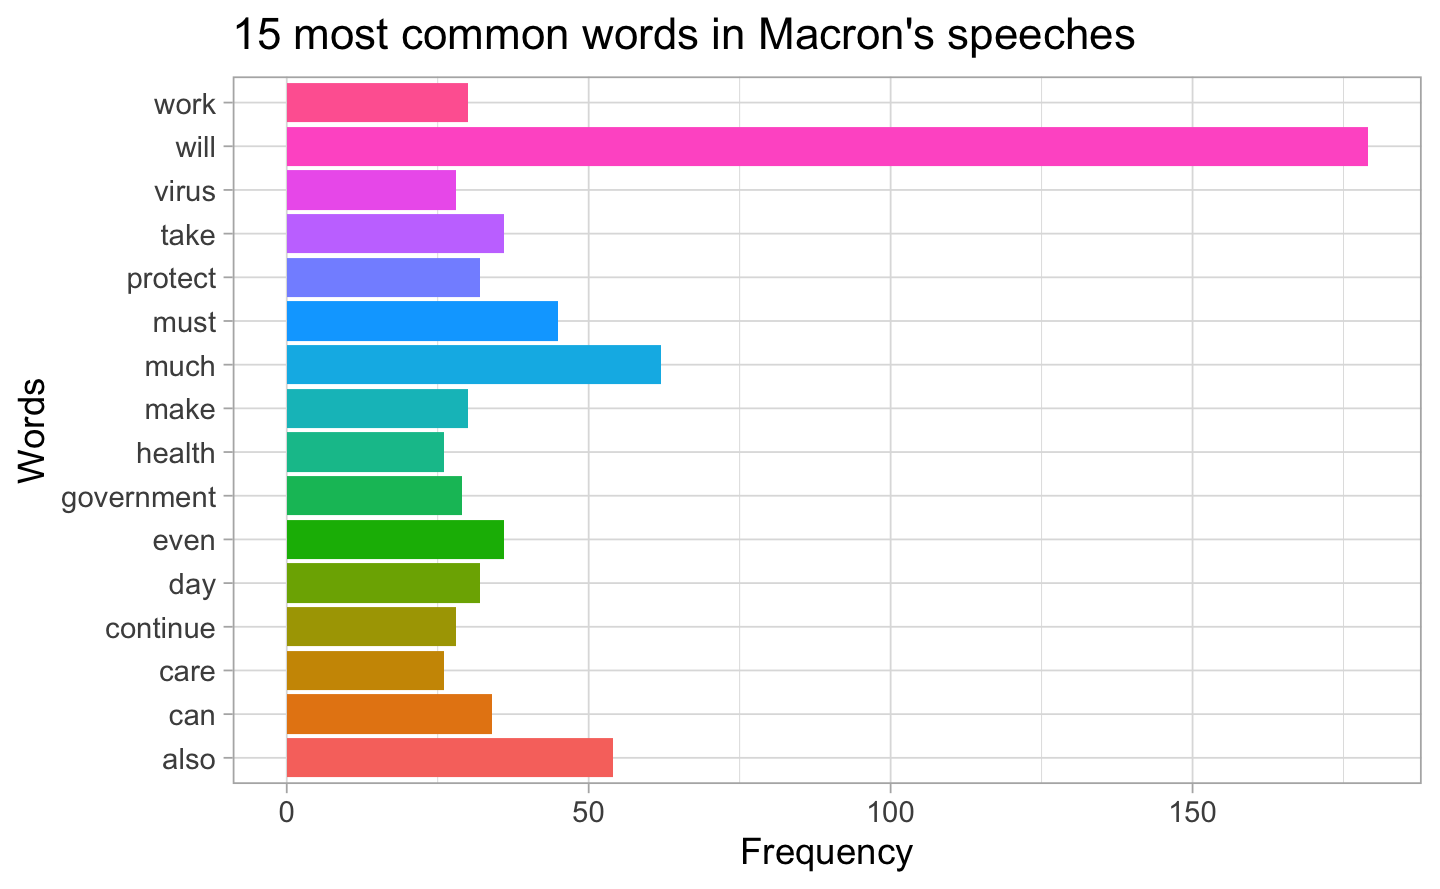 15 most common words in Macron's speeches
work
will
virus
take
protect
must
much
make
health
government
even
day
continue
care
can
also
Words
0 50 100 150
Frequency